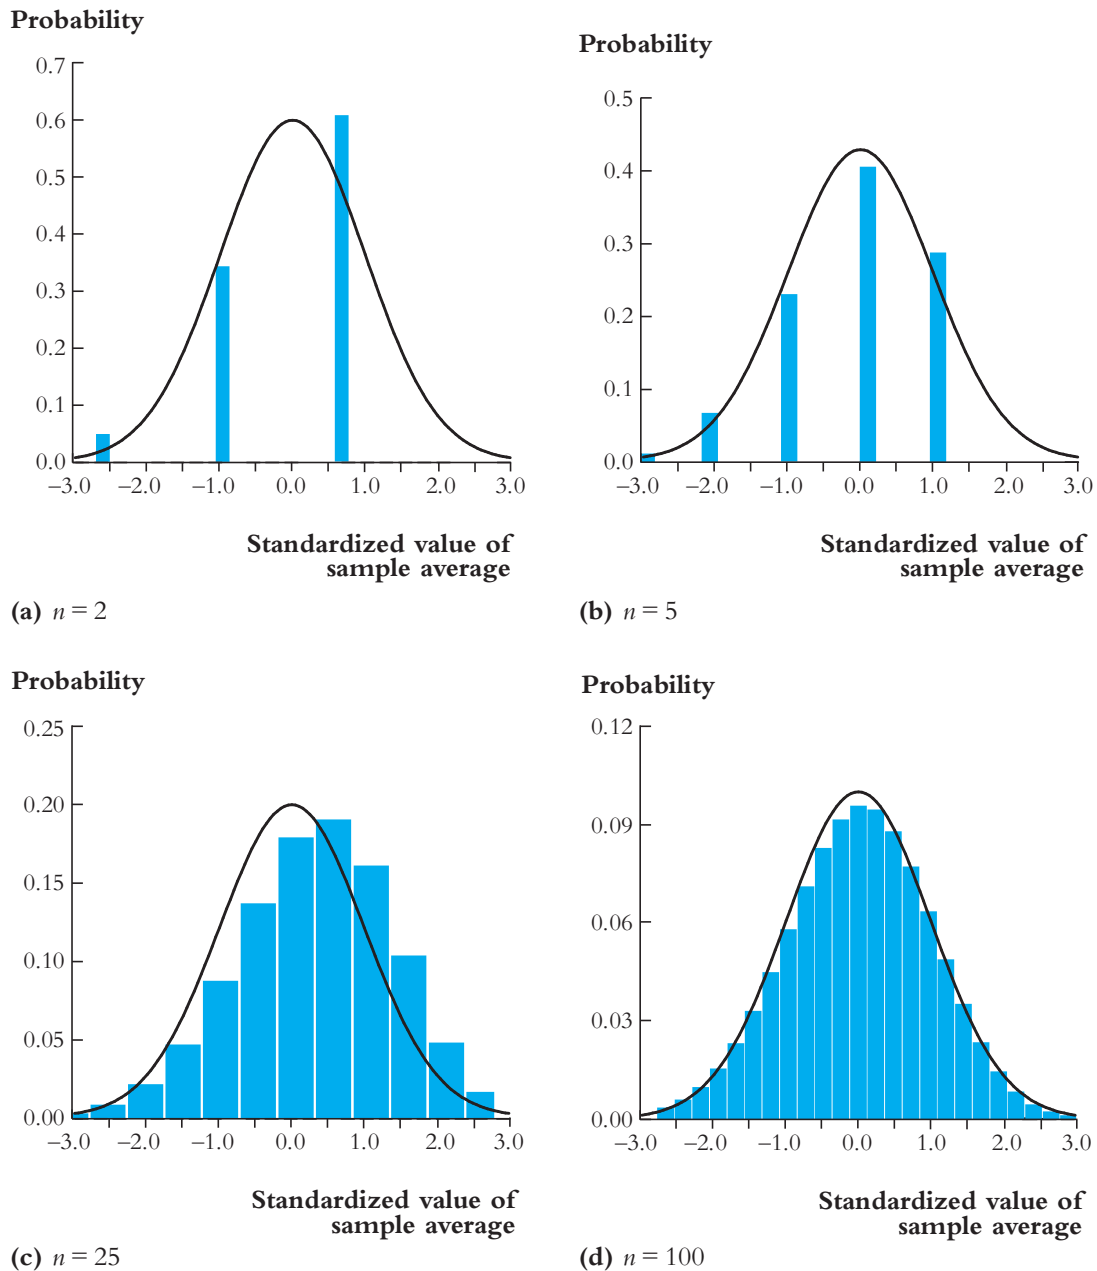 Probability
0.7
0.6
0.5
0.4
0.3
0.2
0.1
0.0
–3.0 –2.0 –1.0 0.0 1.0 2.0 3.0
Standardized value of
sample average
(a) n = 2
Probability
0.5
0.4
0.3
0.2
0.1
0.0
–3.0 –2.0 –1.0 0.0 1.0 2.0 3.0
Standardized value of
sample average
(b) n = 5
Probability
0.25
0.20
0.15
0.10
0.05
0.00
–3.0 –2.0 –1.0 0.0 1.0 2.0 3.0
Standardized value of
sample average
(c) n = 25
Probability
0.12
0.09
0.06
0.03
0.00
–3.0 –2.0 –1.0 0.0 1.0 2.0 3.0
Standardized value of
sample average
(d) n = 100